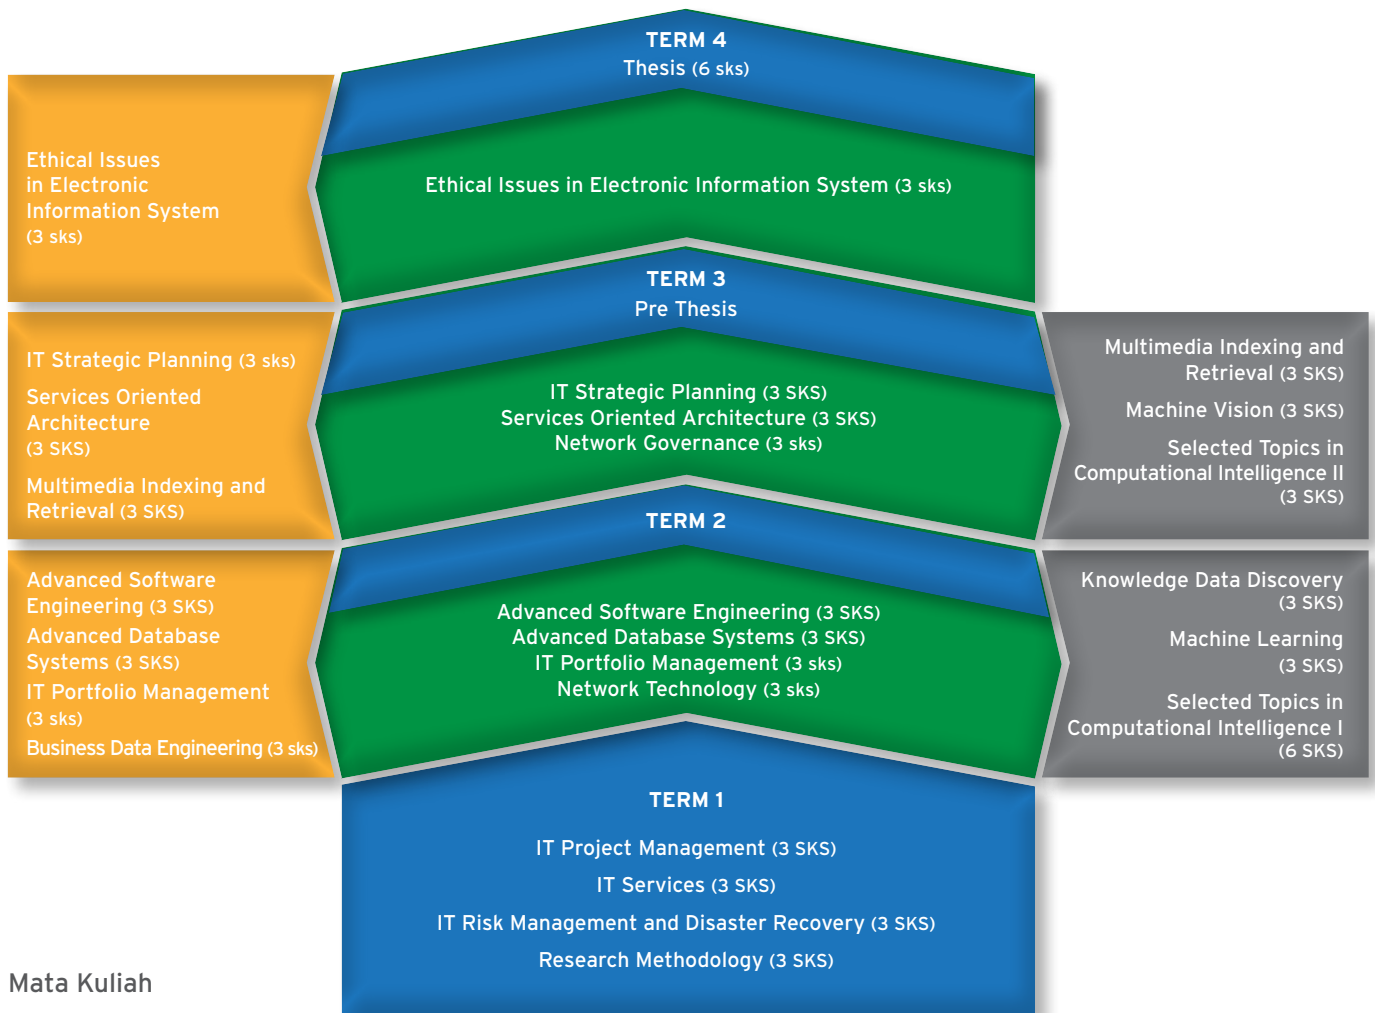 TERM 4
Thesis (6 sks)
Ethical Issues
in Electronic
Information System
(3 sks)
Ethical Issues in Electronic Information System (3 sks)
TERM 3
Pre Thesis
IT Strategic Planning (3 sks)
Services Oriented
Architecture
(3 SKS)
Multimedia Indexing and
Retrieval (3 SKS)
IT Strategic Planning (3 SKS)
Services Oriented Architecture (3 SKS)
Network Governance (3 sks)
Multimedia Indexing and
Retrieval (3 SKS)
Machine Vision (3 SKS)
Selected Topics in
Computational Intelligence II
(3 SKS)
TERM 2
Advanced Software
Engineering (3 SKS)
Advanced Database
Systems (3 SKS)
IT Portfolio Management
(3 sks)
Business Data Engineering (3 sks)
Advanced Software Engineering (3 SKS)
Advanced Database Systems (3 SKS)
IT Portfolio Management (3 sks)
Network Technology (3 sks)
Knowledge Data Discovery
(3 SKS)
Machine Learning
(3 SKS)
Selected Topics in
Computational Intelligence I
(6 SKS)
TERM 1
IT Project Management (3 SKS)
IT Services (3 SKS)
IT Risk Management and Disaster Recovery (3 SKS)
Research Methodology (3 SKS)
Mata Kuliah